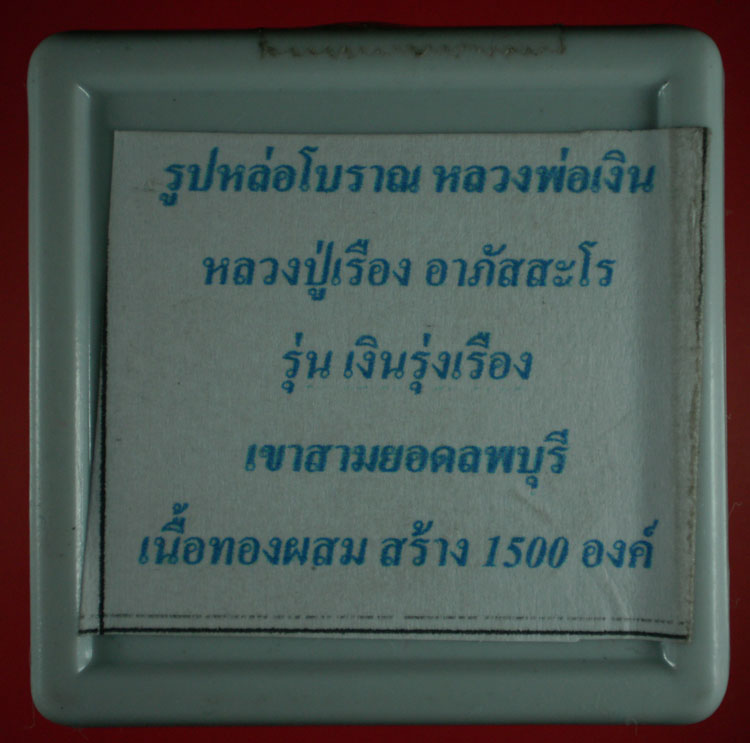 รูปหล่อโบราณ หลวงพ่อเงิน
หลวงปู่เรือง อาภัสสะโร
รุ่น เงินรุ่งเรือง
เขาสามยอดลพบุรี
เนื้อทองผสม สร้าง 1500 องค์